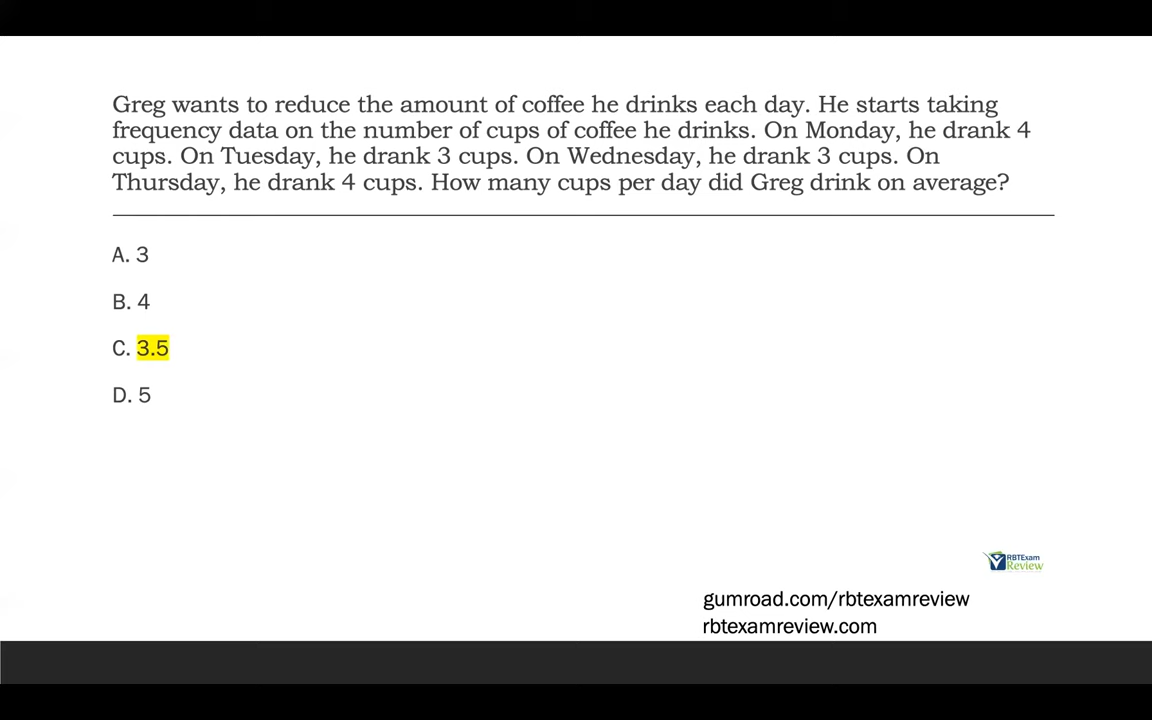 Greg wants to reduce the amount of coffee he drinks each day. He starts taking
frequency data on the number of cups of coffee he drinks. On Monday, he drank 4
cups. On Tuesday, he drank 3 cups. On Wednesday, he drank 3 cups. On
Thursday, he drank 4 cups. How many cups per day did Greg drink on average?
A. 3
B. 4
C. 3.5
D. 5
RBTExam
Review
gumroad.com/rbtexamreview
rbtexamreview.com